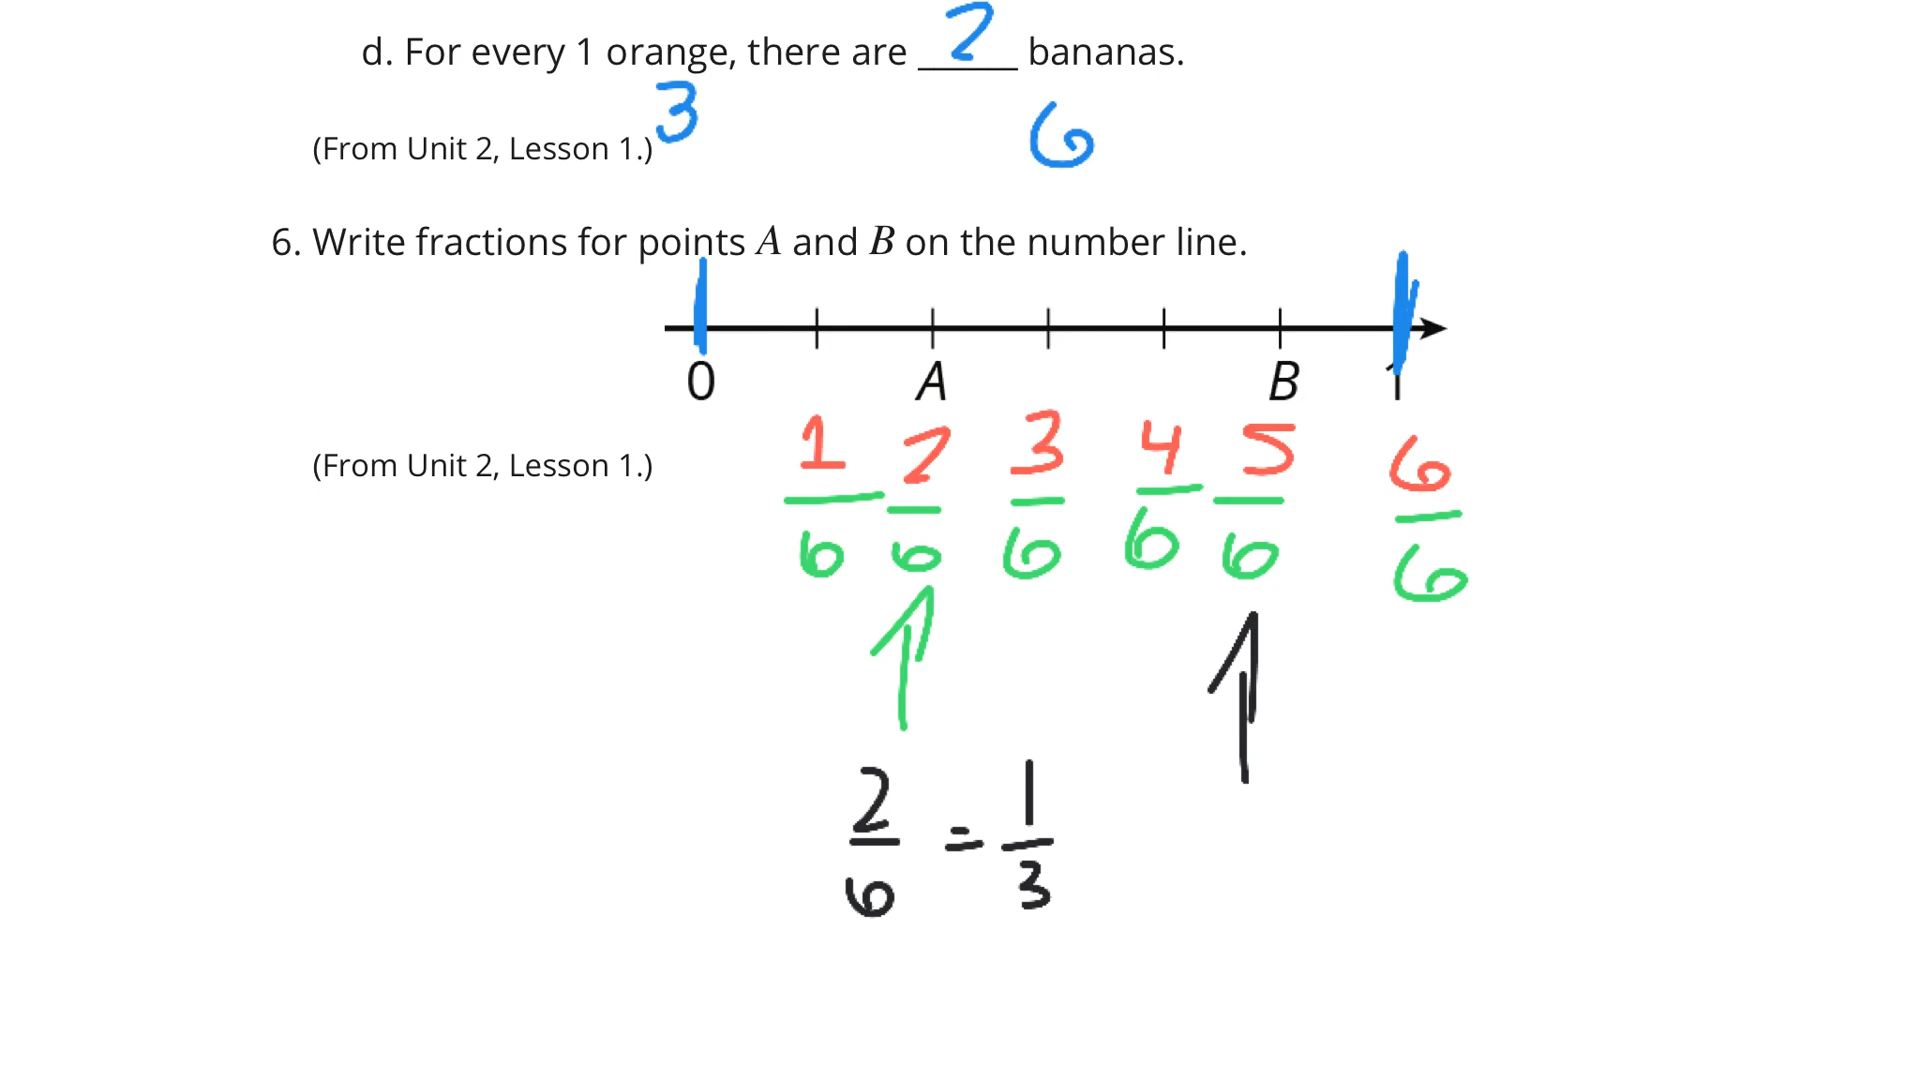 d. For every 1 orange, there are 2 bananas.
3 6
(From Unit 2, Lesson 1.)
6. Write fractions for points A and B on the number line.
0 A B 1
1 2 3 4 5 6
(From Unit 2, Lesson 1.)
6 6 6 6 6 6
2 = 1
6 3